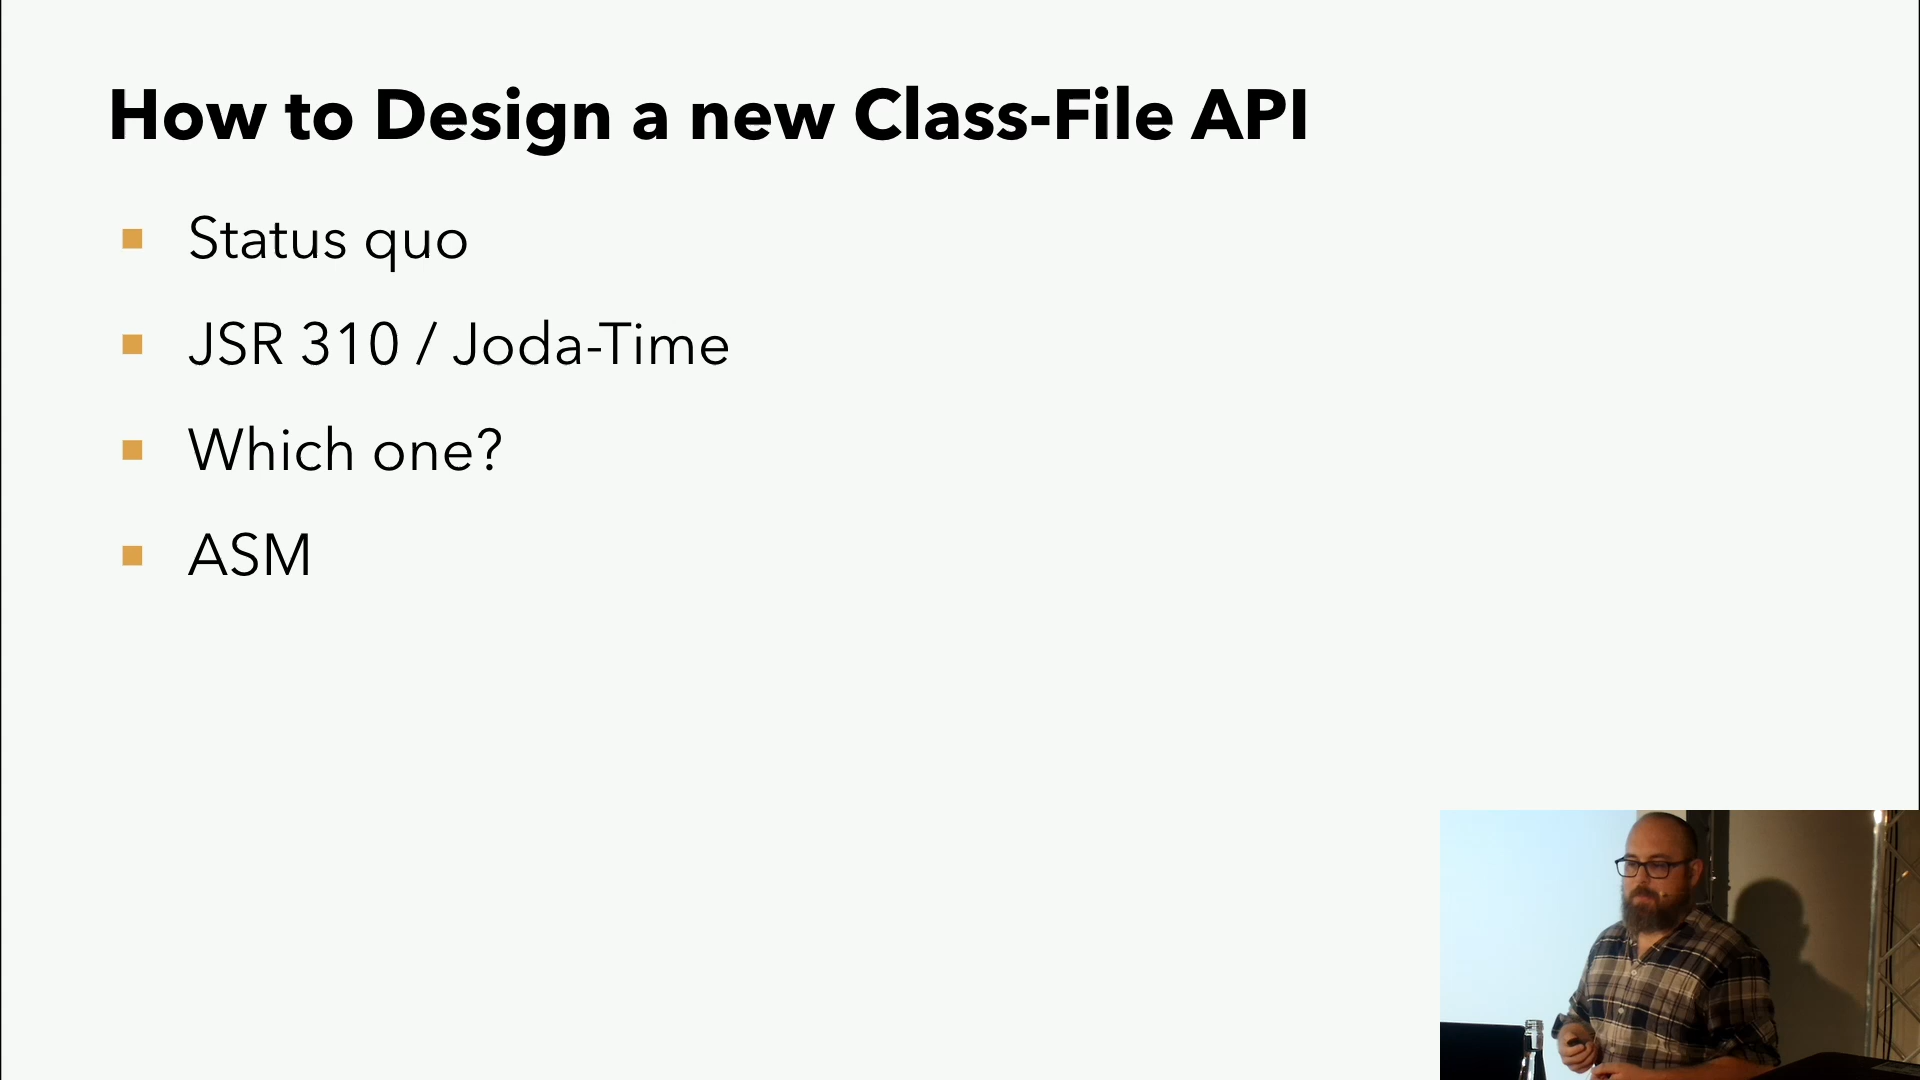 How to Design a new Class-File API
Status quo
JSR 310 / Joda-Time
Which one?
ASM